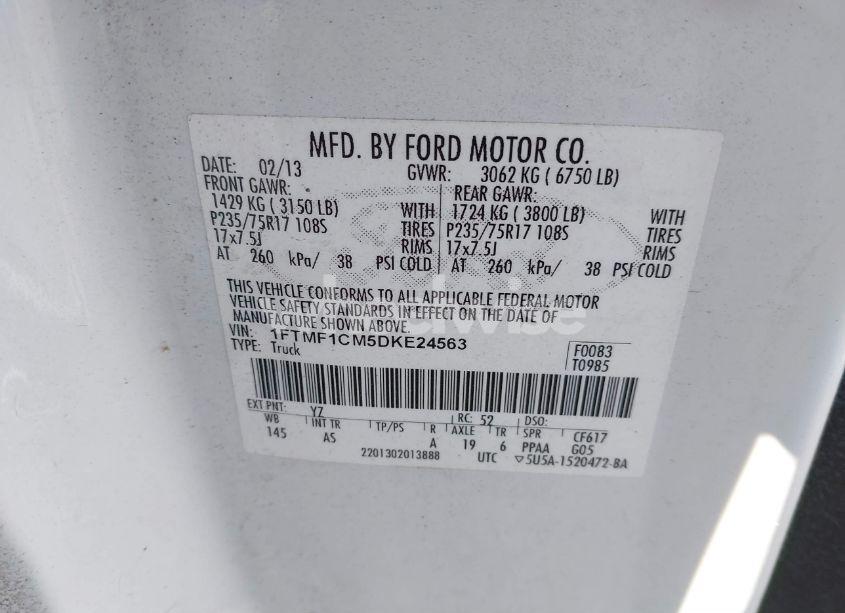 MFD. BY FORD MOTOR CO.
DATE: 02/13 GVWR: 3062 KG ( 6750 LB)
FRONT GAWR: REAR GAWR:
1429 KG ( 3150 LB) WITH 1724 KG ( 3800 LB) WITH
P235/75R17 108S TIRES P235/75R17 108S TIRES
17x7.5J RIMS 17x7.5J RIMS
AT 260 kPa/ 38 PSI COLD AT 260 kPa/ 38 PSI COLD
THIS VEHICLE CONFORMS TO ALL APPLICABLE FEDERAL MOTOR
VEHICLE SAFETY STANDARDS IN EFFECT ON THE DATE OF
MANUFACTURE SHOWN ABOVE.
VIN: 1FTMF1CM5DKE24563
TYPE: Truck
F0083
T0985
EXT PNT: YZ RC: 52 DSO:
WB INT TR TP/PS R AXLE TR SPR CF617
145 AS A 19 6 PPAA G05
2201302013888 UTC ▽5U5A-1520472-BA